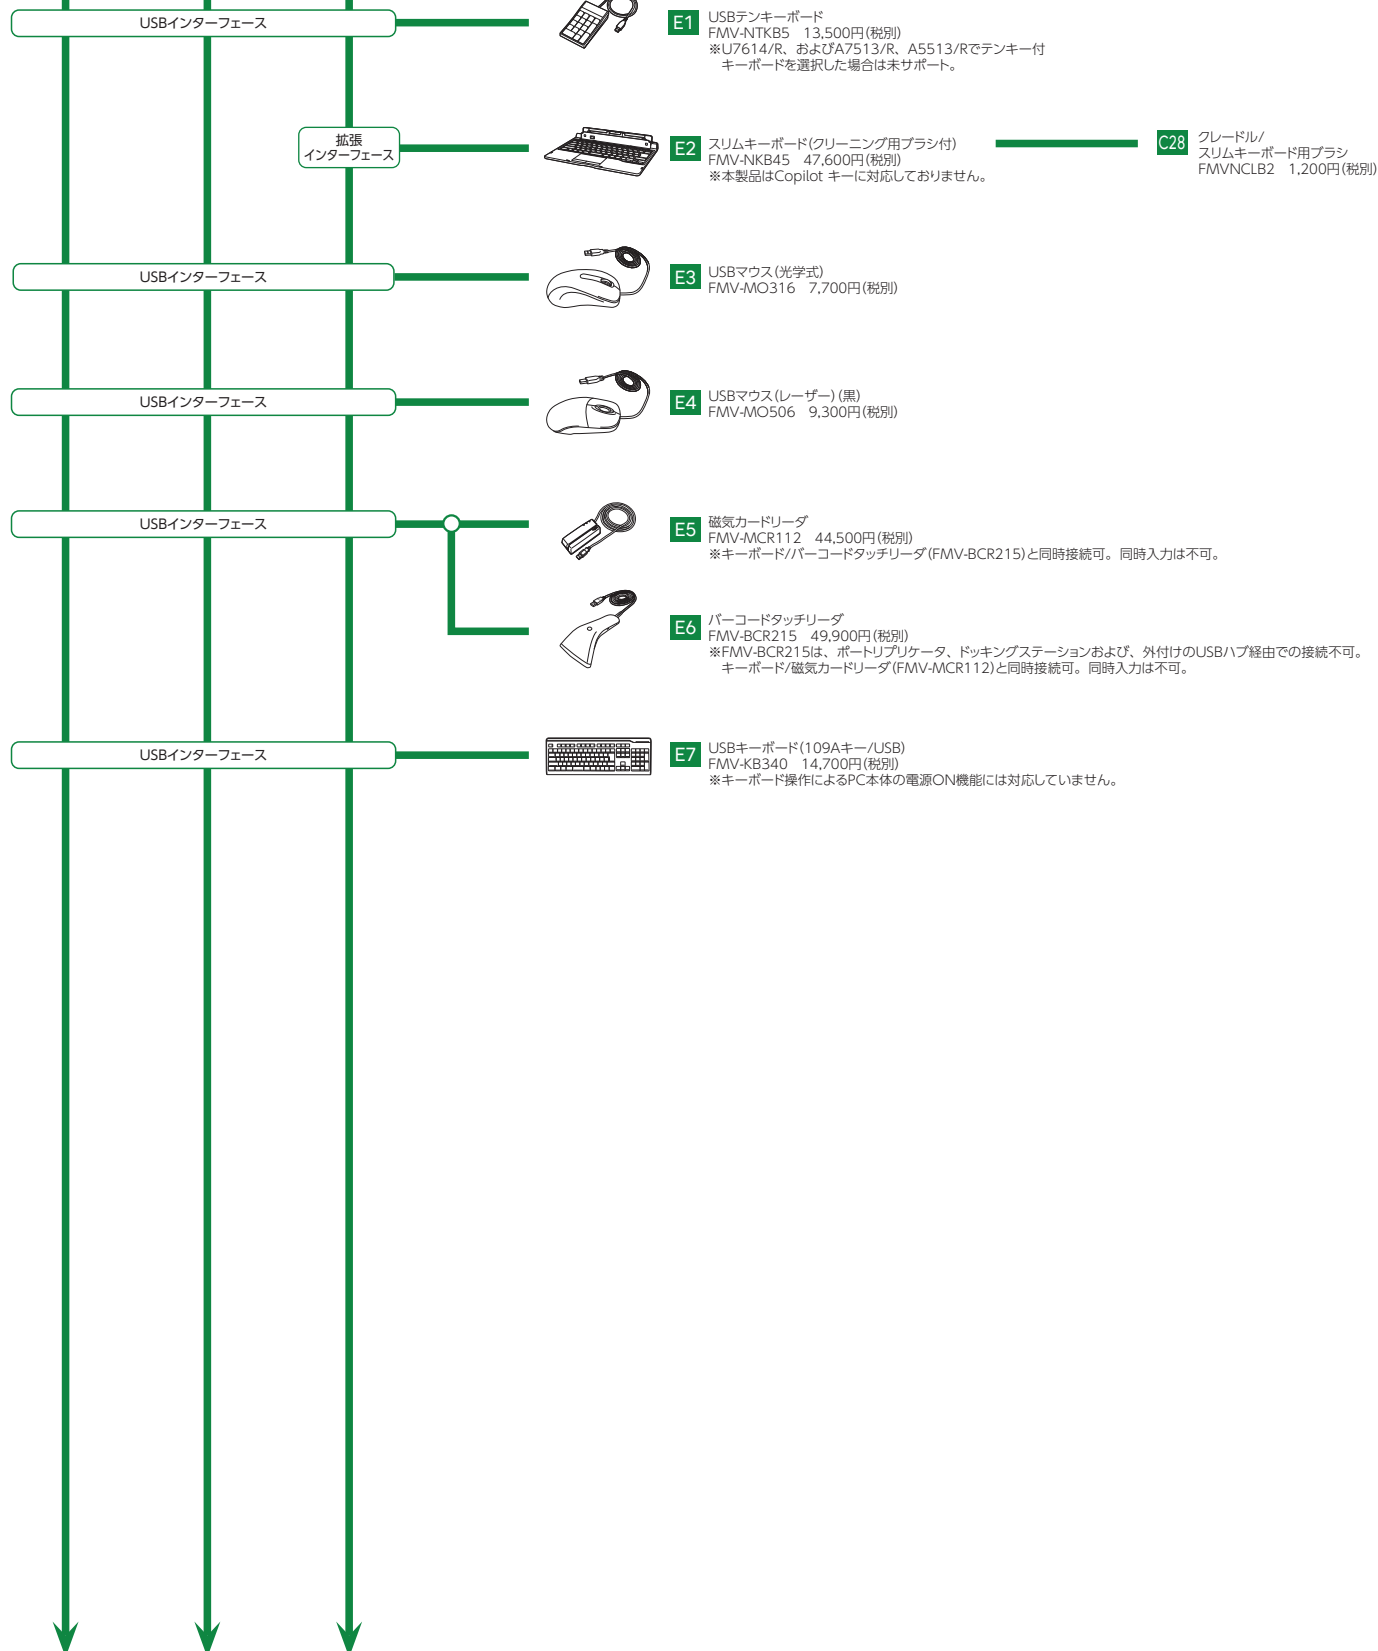 USBインターフェース
E1
USBテンキーボード
FMV-NTKB5 13,500円(税別)
※U7614/R、およびA7513/R、A5513/Rでテンキー付
キーボードを選択した場合は未サポート。
拡張
インターフェース
E2
スリムキーボード(クリーニング用ブラシ付)
FMV-NKB45 47,600円(税別)
※本製品はCopilot キーに対応しておりません。
C28
クレードル/
スリムキーボード用ブラシ
FMVNCLB2 1,200円(税別)
USBインターフェース
E3
USBマウス(光学式)
FMV-MO316 7,700円(税別)
USBインターフェース
E4
USBマウス(レーザー)(黒)
FMV-MO506 9,300円(税別)
USBインターフェース
E5
磁気カードリーダ
FMV-MCR112 44,500円(税別)
※キーボード/バーコードタッチリーダ(FMV-BCR215)と同時接続可。同時入力は不可。
E6
バーコードタッチリーダ
FMV-BCR215 49,900円(税別)
※FMV-BCR215は、ポートリプリケータ、ドッキングステーションおよび、外付けのUSBハブ経由での接続不可。
キーボード/磁気カードリーダ(FMV-MCR112)と同時接続可。同時入力は不可。
USBインターフェース
E7
USBキーボード(109Aキー/USB)
FMV-KB340 14,700円(税別)
※キーボード操作によるPC本体の電源ON機能には対応していません。